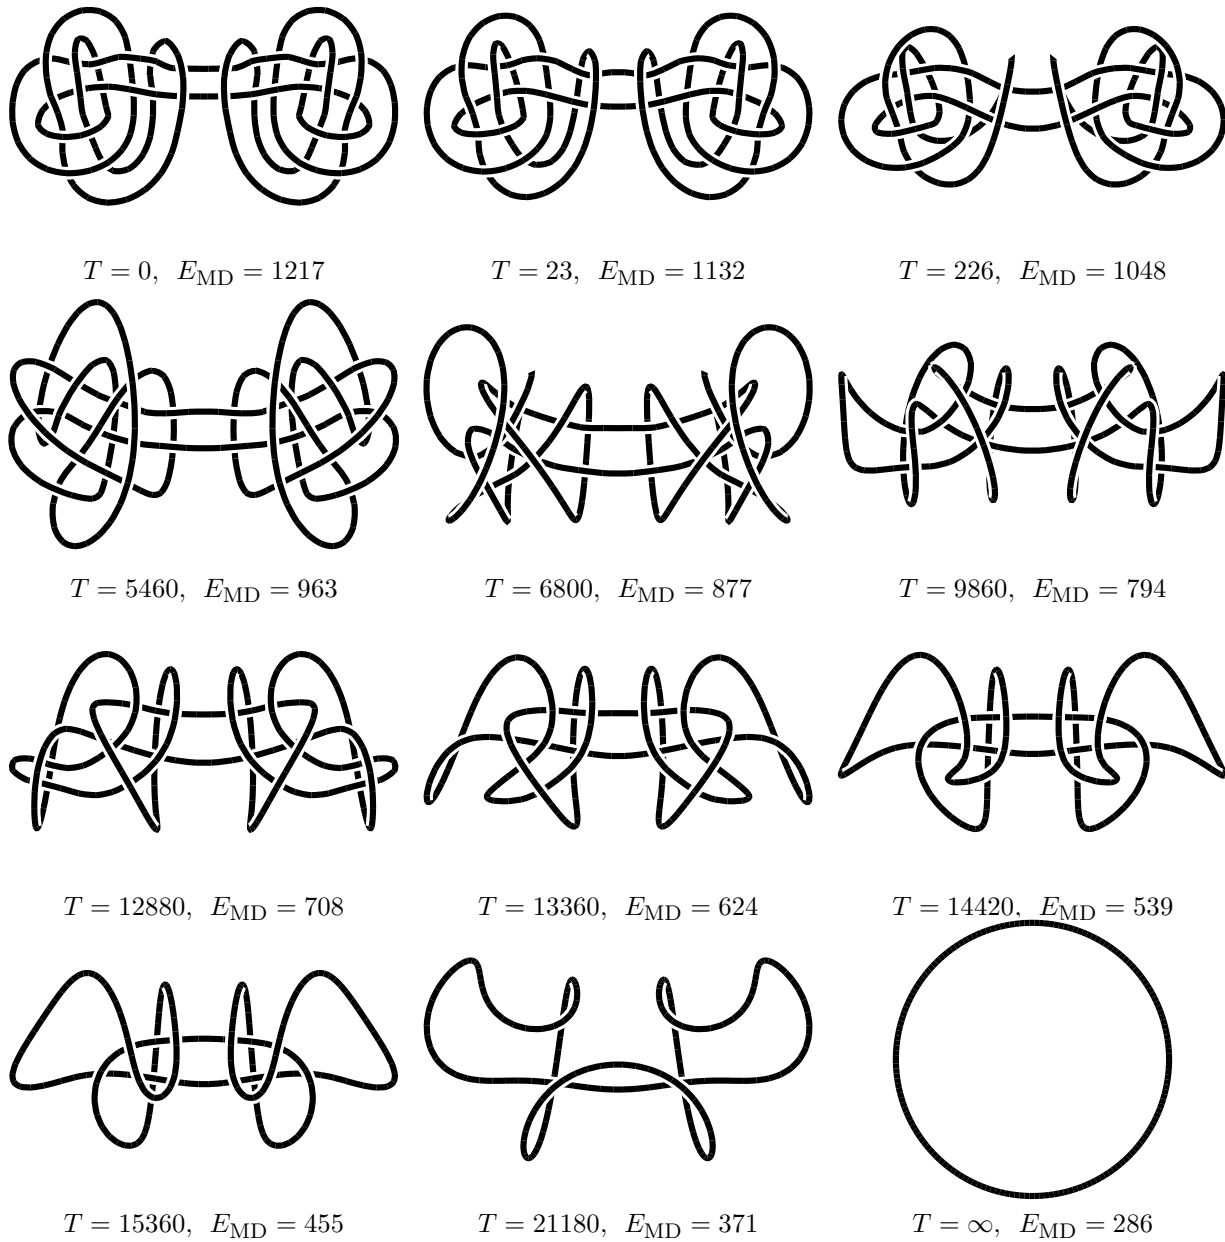 T = 0, E_MD = 1217
T = 23, E_MD = 1132
T = 226, E_MD = 1048
T = 5460, E_MD = 963
T = 6800, E_MD = 877
T = 9860, E_MD = 794
T = 12880, E_MD = 708
T = 13360, E_MD = 624
T = 14420, E_MD = 539
T = 15360, E_MD = 455
T = 21180, E_MD = 371
T = ∞, E_MD = 286